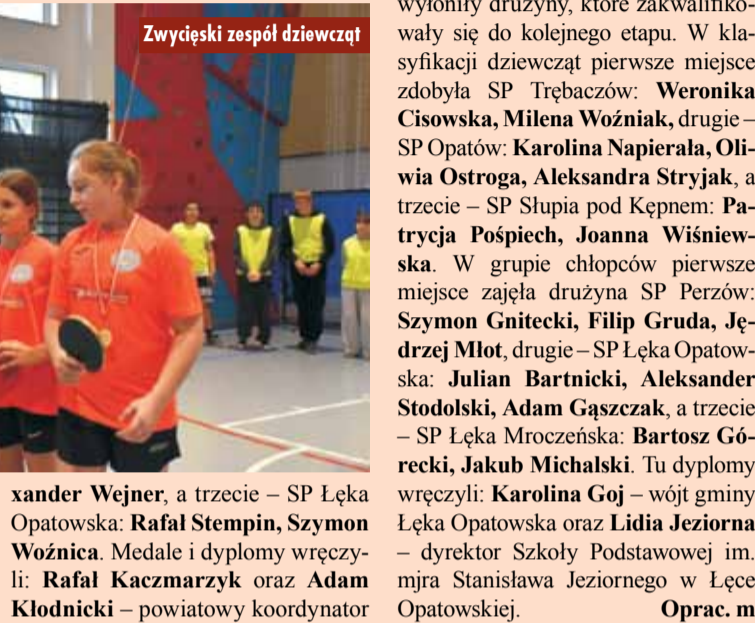 Zwycięski zespół dziewcząt
xander Wejner, a trzecie – SP Łęka
Opatowska: Rafał Stempin, Szymon
Woźnica. Medale i dyplomy wręczy-
li: Rafał Kaczmarzyk oraz Adam
Kłodnicki – powiatowy koordynator
wyłoniły drużyny, które zakwalifiko-
wały się do kolejnego etapu. W kla-
syfikacji dziewcząt pierwsze miejsce
zdobyła SP Trębaczów: Weronika
Cisowska, Milena Woźniak, drugie –
SP Opatów: Karolina Napierała, Oli-
wia Ostroga, Aleksandra Stryjak, a
trzecie – SP Słupia pod Kępnem: Pa-
trycja Pośpiech, Joanna Wiśniew-
ska. W grupie chłopców pierwsze
miejsce zajęła drużyna SP Perzów:
Szymon Gnitecki, Filip Gruda, Ję-
drzej Młot, drugie – SP Łęka Opatow-
ska: Julian Bartnicki, Aleksander
Stodolski, Adam Gąszczak, a trzecie
– SP Łęka Mroczeńska: Bartosz Gó-
recki, Jakub Michalski. Tu dyplomy
wręczyli: Karolina Goj – wójt gminy
Łęka Opatowska oraz Lidia Jeziorna
– dyrektor Szkoły Podstawowej im.
mjra Stanisława Jeziornego w Łęce
Opatowskiej. Oprac. m